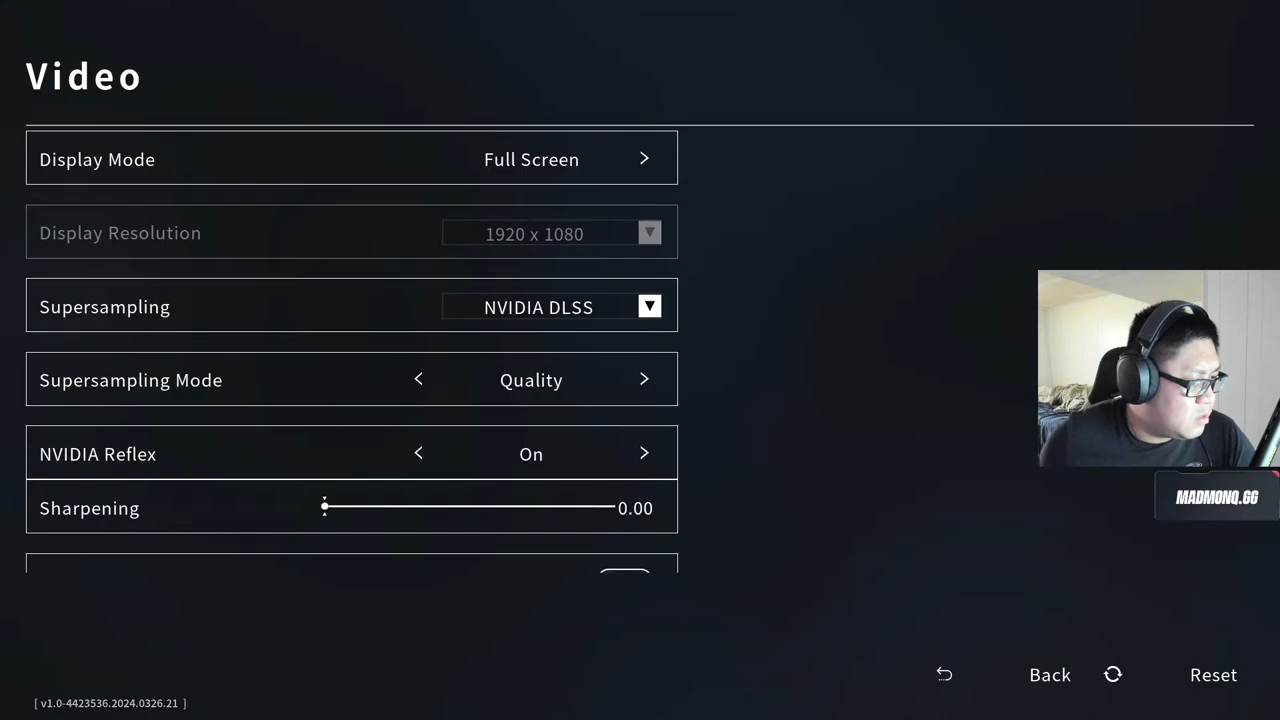 Video
Display Mode Full Screen
Display Resolution 1920 x 1080
Supersampling NVIDIA DLSS
Supersampling Mode Quality
NVIDIA Reflex On
Sharpening 0.00
MADMONQ.GG
Back Reset
[ v1.0-4423536.2024.0326.21 ]